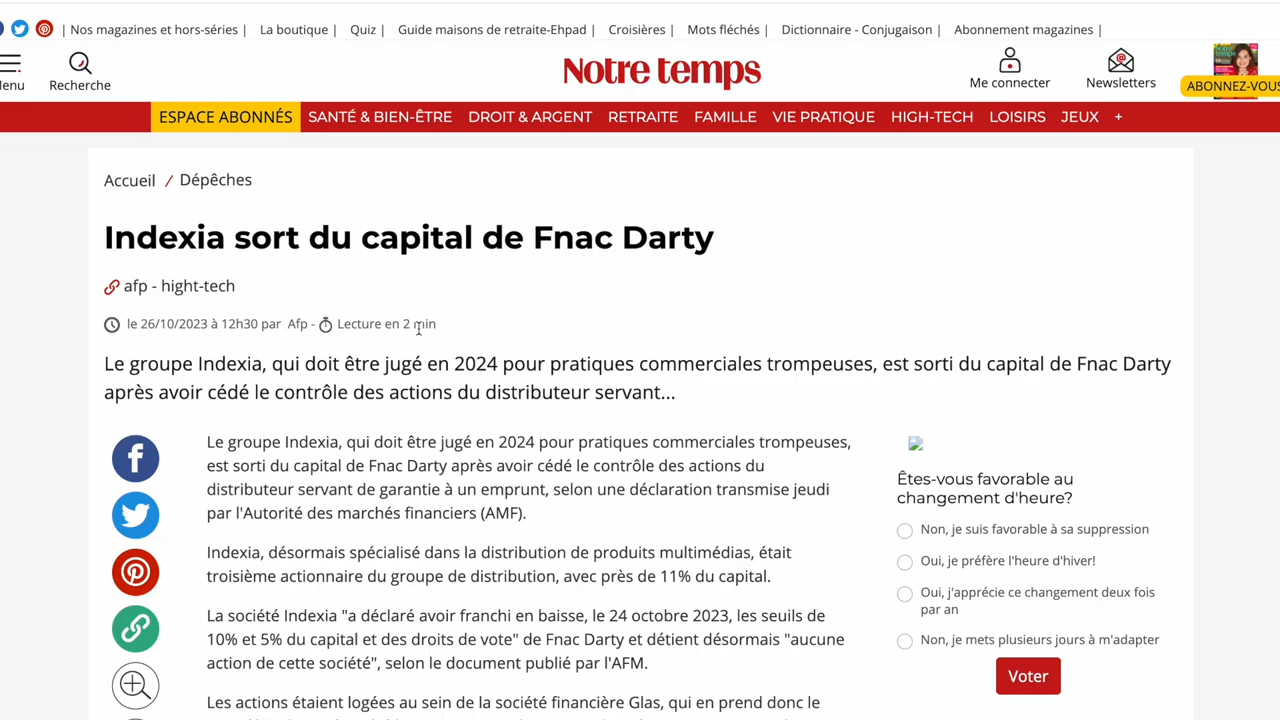 | Nos magazines et hors-séries | La boutique | Quiz | Guide maisons de retraite-Ehpad | Croisières | Mots fléchés | Dictionnaire - Conjugaison | Abonnement magazines |
enu
Recherche
Notre temps
Me connecter
Newsletters
ABONNEZ-VOUS
ESPACE ABONNÉS SANTÉ & BIEN-ÊTRE DROIT & ARGENT RETRAITE FAMILLE VIE PRATIQUE HIGH-TECH LOISIRS JEUX +
Accueil / Dépêches
Indexia sort du capital de Fnac Darty
afp - hight-tech
le 26/10/2023 à 12h30 par Afp - Lecture en 2 min
Le groupe Indexia, qui doit être jugé en 2024 pour pratiques commerciales trompeuses, est sorti du capital de Fnac Darty
après avoir cédé le contrôle des actions du distributeur servant...
Le groupe Indexia, qui doit être jugé en 2024 pour pratiques commerciales trompeuses,
est sorti du capital de Fnac Darty après avoir cédé le contrôle des actions du
distributeur servant de garantie à un emprunt, selon une déclaration transmise jeudi
par l'Autorité des marchés financiers (AMF).
Indexia, désormais spécialisé dans la distribution de produits multimédias, était
troisième actionnaire du groupe de distribution, avec près de 11% du capital.
La société Indexia "a déclaré avoir franchi en baisse, le 24 octobre 2023, les seuils de
10% et 5% du capital et des droits de vote" de Fnac Darty et détient désormais "aucune
action de cette société", selon le document publié par l'AFM.
Les actions étaient logées au sein de la société financière Glas, qui en prend donc le
Êtes-vous favorable au
changement d'heure?
Non, je suis favorable à sa suppression
Oui, je préfère l'heure d'hiver!
Oui, j'apprécie ce changement deux fois
par an
Non, je mets plusieurs jours à m'adapter
Voter